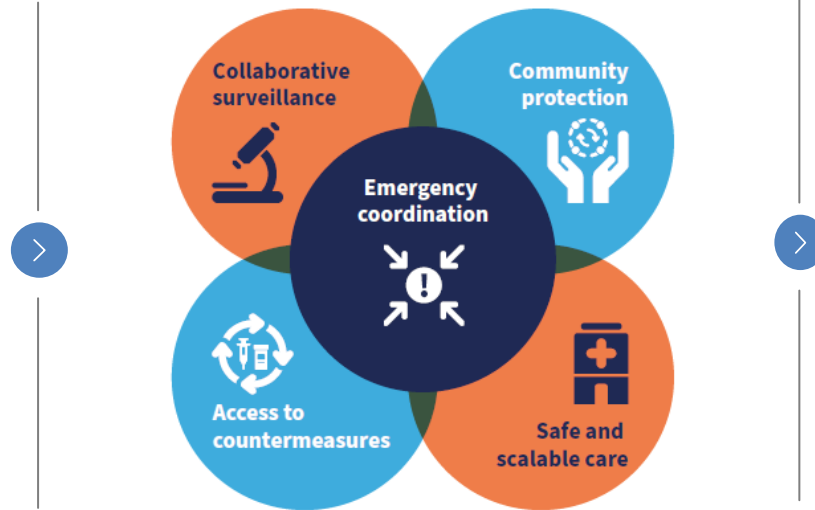 Collaborative
surveillance
Community
protection
Emergency
coordination
Access to
countermeasures
Safe and
scalable care